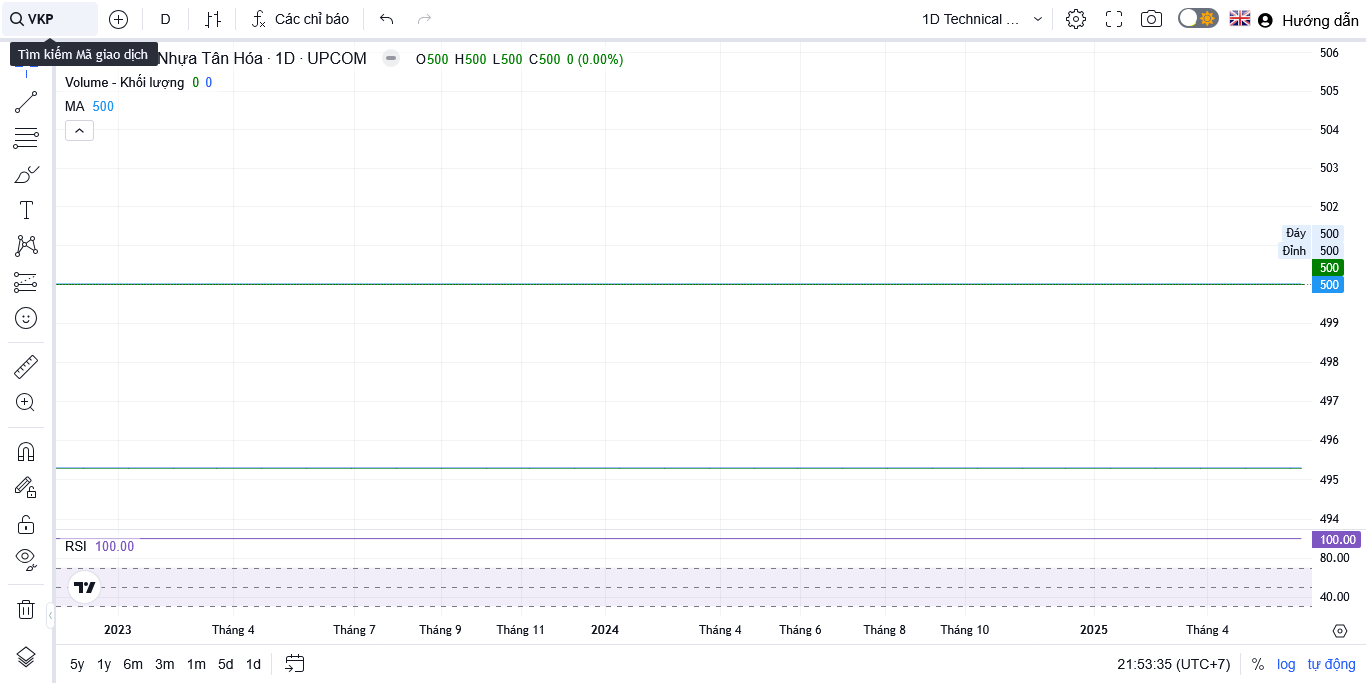 VKP
D
Các chỉ báo
1D Technical ...
Hướng dẫn
Tìm kiếm Mã giao dịch
Nhựa Tân Hóa · 1D · UPCOM
O500 H500 L500 C500 0 (0.00%)
Volume - Khối lượng 0 0
MA 500
506
505
504
503
502
Đáy 500
Đỉnh 500
500
500
499
498
497
496
495
494
RSI 100.00
100.00
80.00
40.00
2023 Tháng 4 Tháng 7 Tháng 9 Tháng 11 2024 Tháng 4 Tháng 6 Tháng 8 Tháng 10 2025 Tháng 4
5y 1y 6m 3m 1m 5d 1d
21:53:35 (UTC+7)
% log tự động